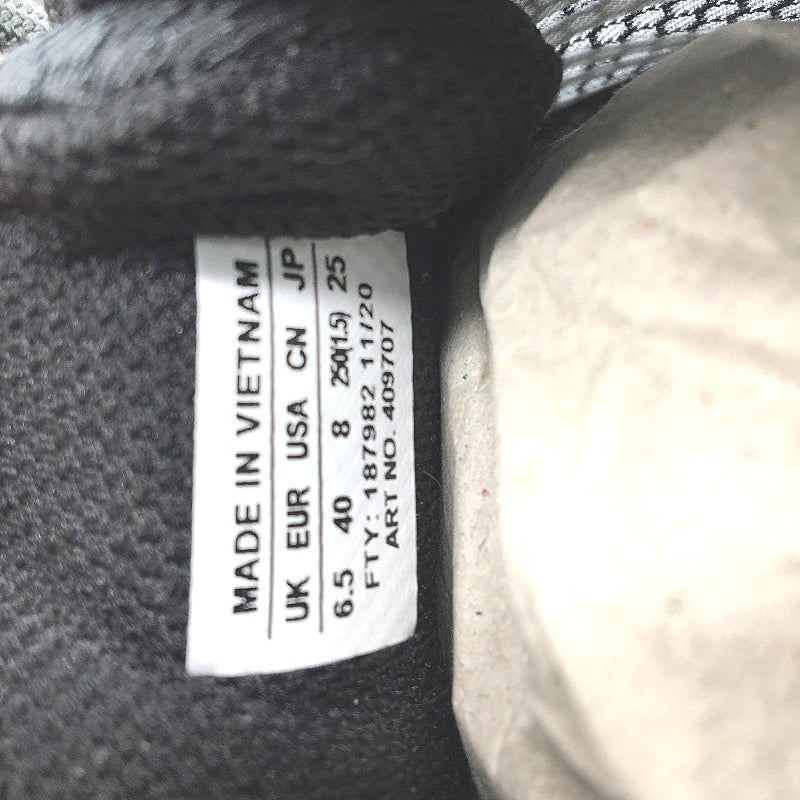 MADE IN VIETNAM
UK EUR USA CN JP
6.5 40 8 250(1.5) 25
FTY: 187982 11/20
ART NO. 409707